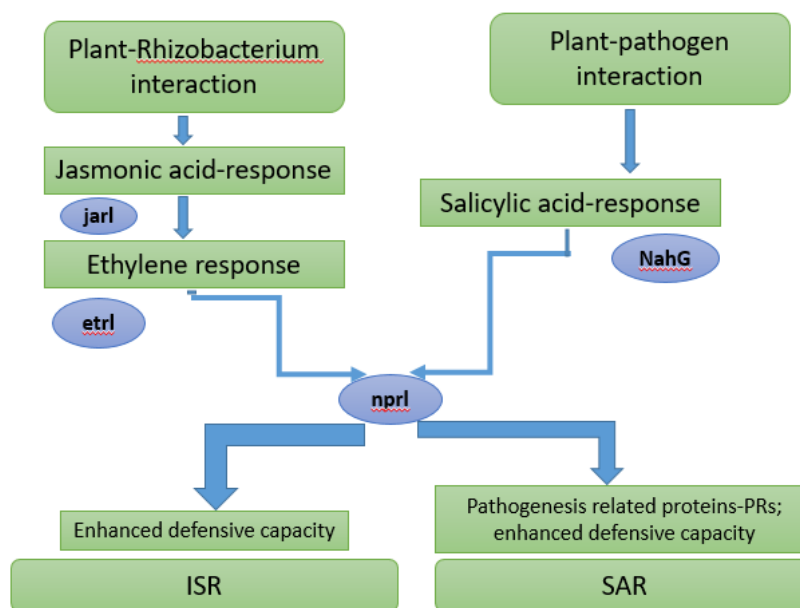 Plant-Rhizobacterium
interaction
Plant-pathogen
interaction
Jasmonic acid-response
jarl
Salicylic acid-response
Ethylene response
NahG
etrl
nprl
Enhanced defensive capacity
Pathogenesis related proteins-PRs;
enhanced defensive capacity
ISR
SAR